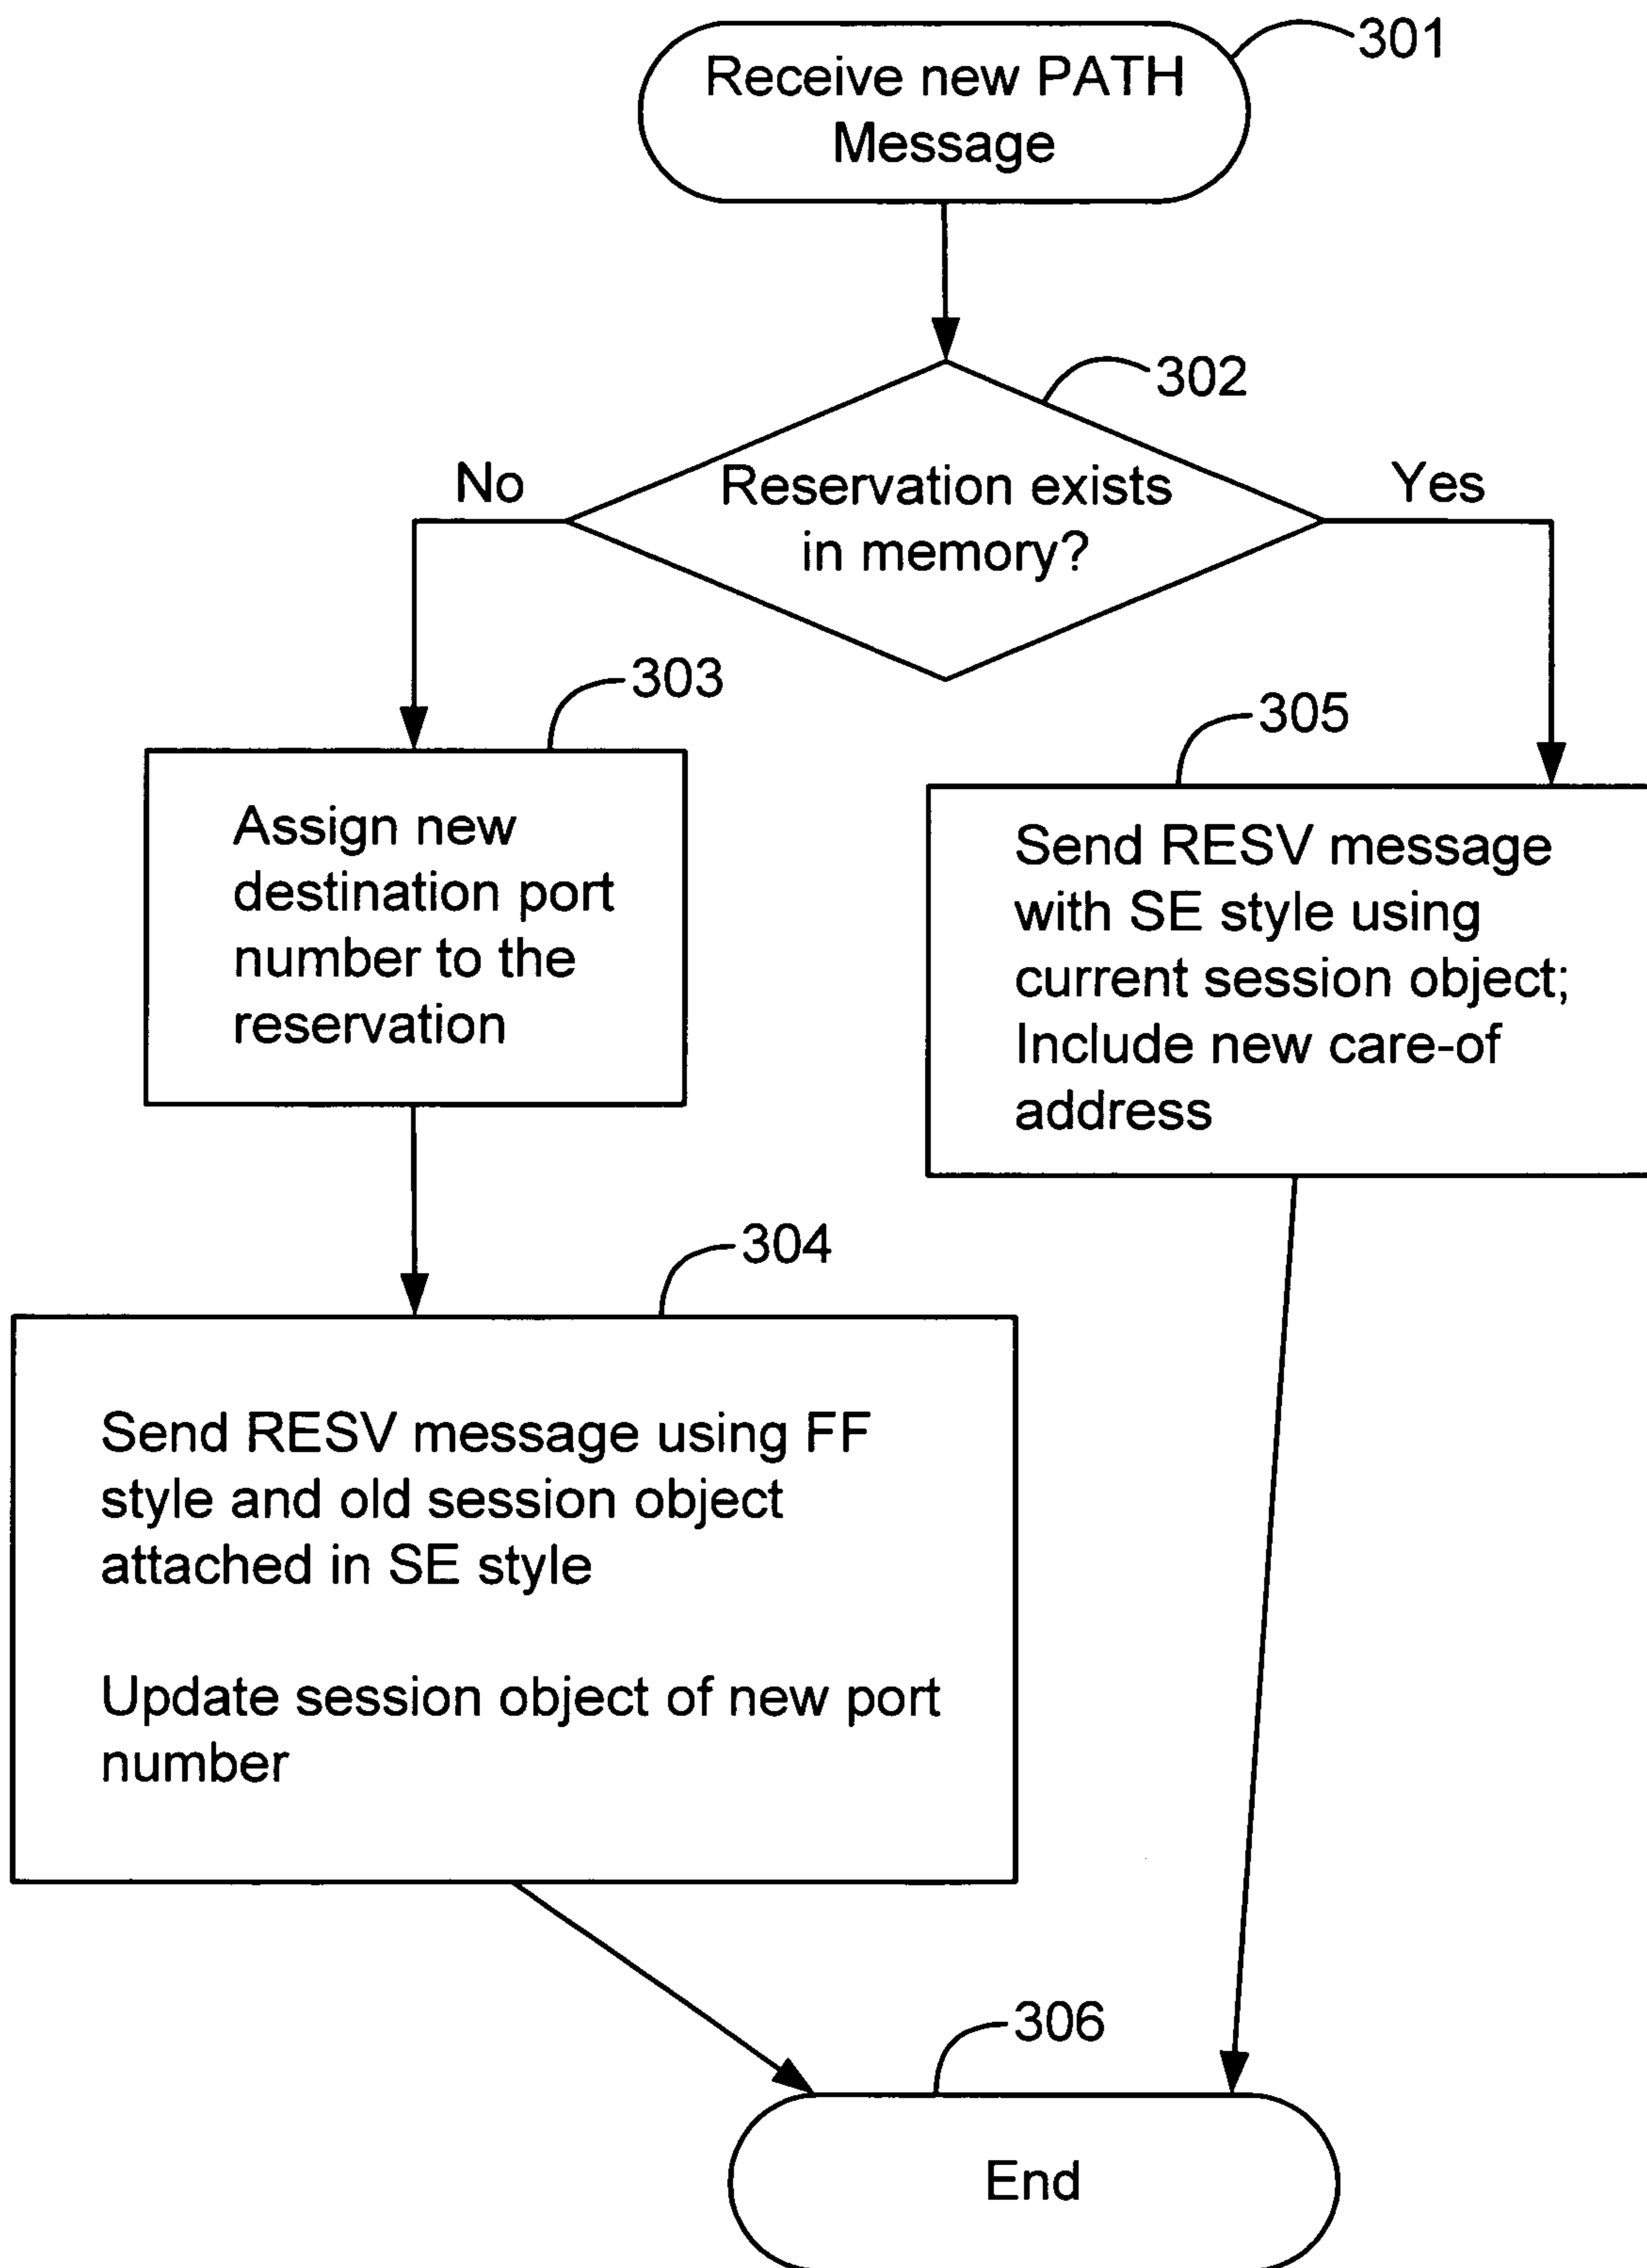 301
Receive new PATH
Message
302
No
Reservation exists
in memory?
Yes
303
Assign new
destination port
number to the
reservation
305
Send RESV message
with SE style using
current session object;
Include new care-of
address
304
Send RESV message using FF
style and old session object
attached in SE style
Update session object of new port
number
306
End